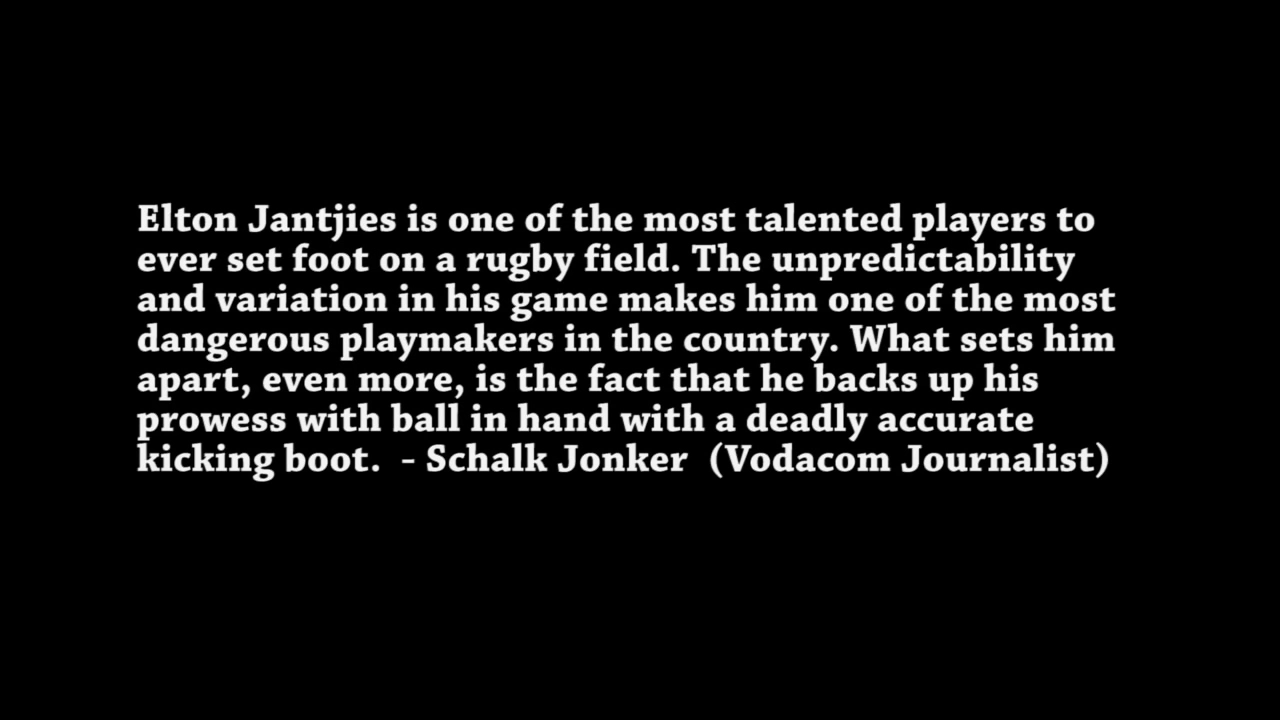 Elton Jantjies is one of the most talented players to
ever set foot on a rugby field. The unpredictability
and variation in his game makes him one of the most
dangerous playmakers in the country. What sets him
apart, even more, is the fact that he backs up his
prowess with ball in hand with a deadly accurate
kicking boot.  - Schalk Jonker  (Vodacom Journalist)